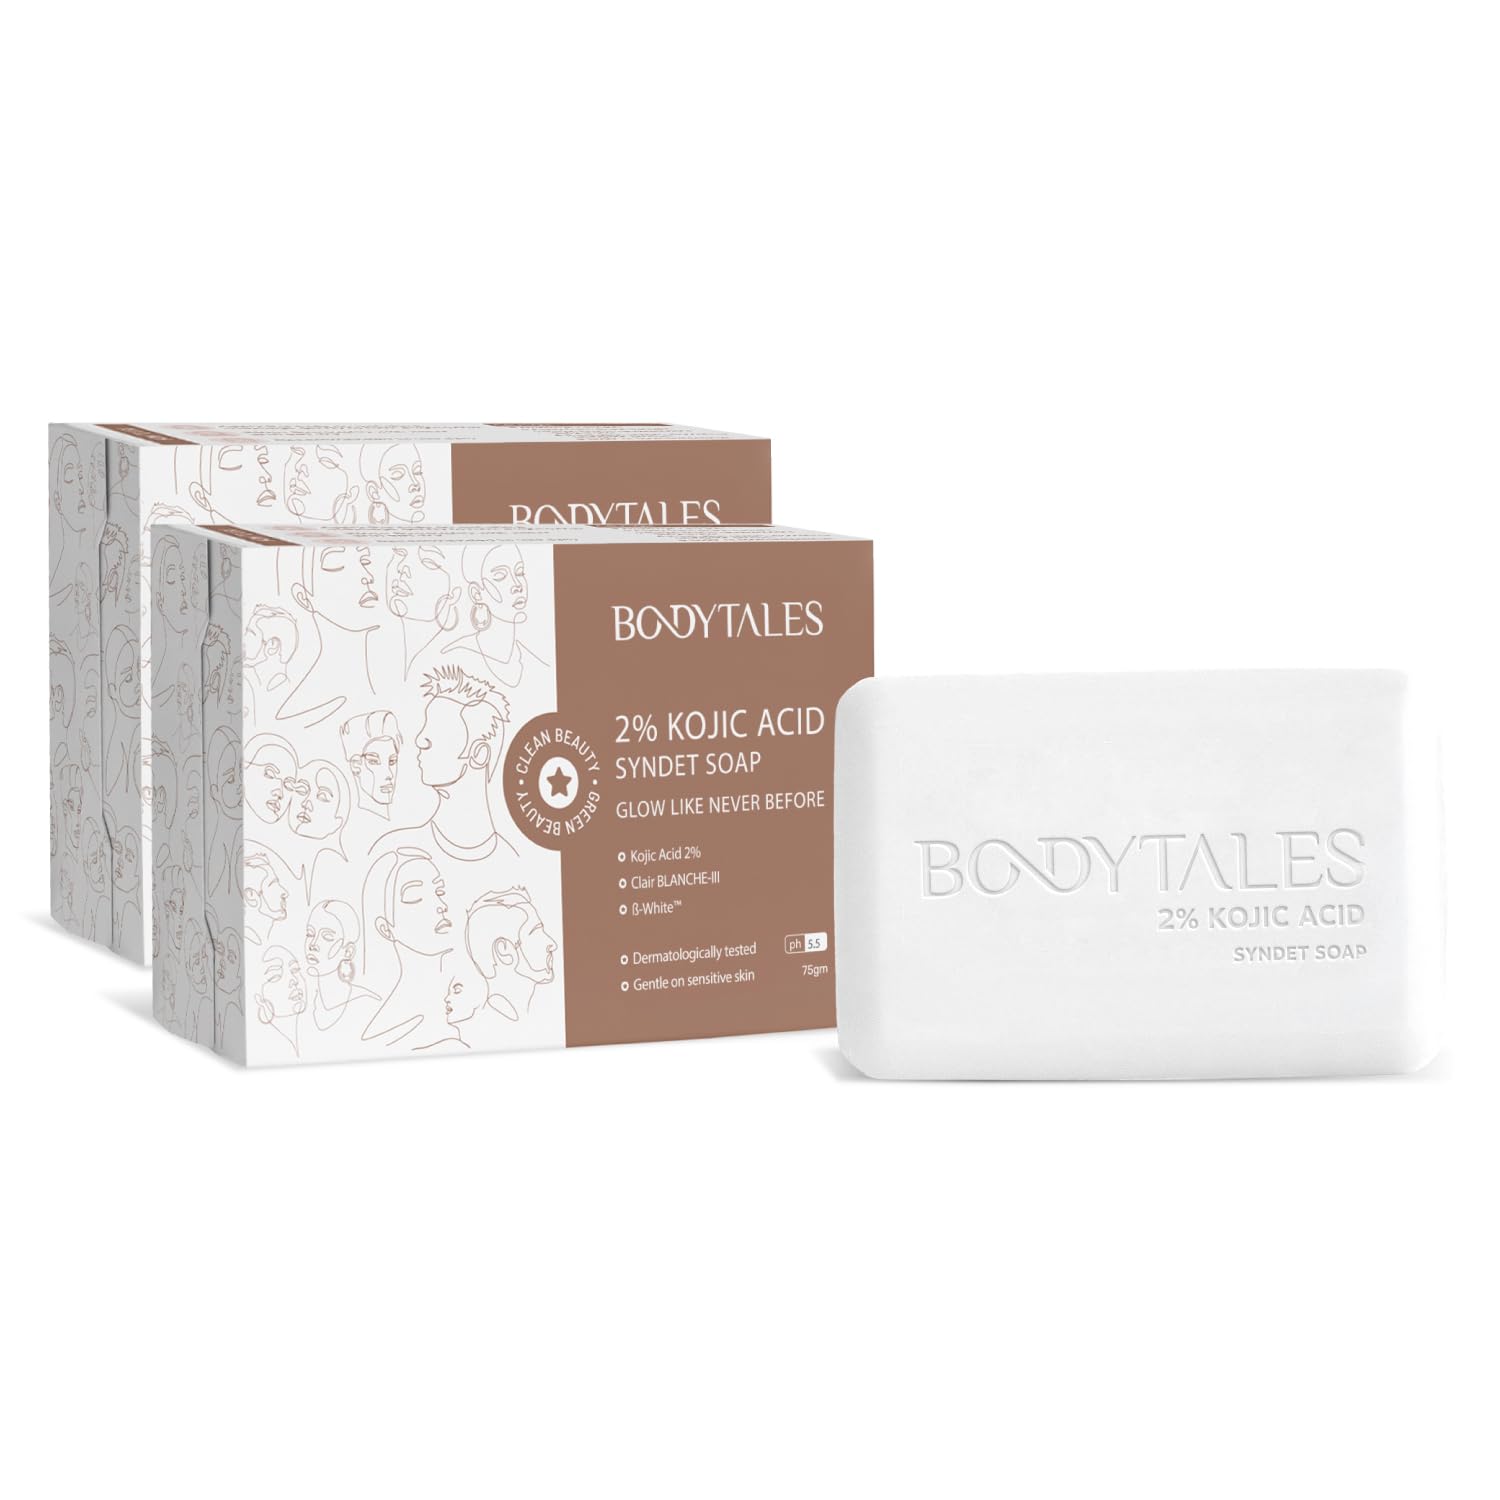 BODYTALES
BODYTALES
2% KOJIC ACID
SYNDET SOAP
GLOW LIKE NEVER BEFORE
Kojic Acid 2%
Clair BLANCHE-III
ß-White™
Dermatologically tested
Gentle on sensitive skin
ph 5.5
75gm
• CLEAN BEAUTY •
GREEN BEAUTY
BODYTALES
2% KOJIC ACID
SYNDET SOAP